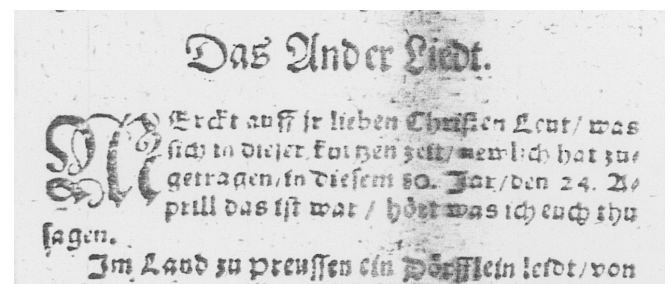 Das Ander Liedt.
MErckt auff jr lieben Christen Leut/ was
sich in dieser kurtzen zeit/ newlich hat zu⸗
getragen/ in diesem 80. Jar/ den 24. A⸗
prill das ist war / hört was ich euch thu
sagen.
Im Land zu Preussen ein Dörfflein leidt/ von